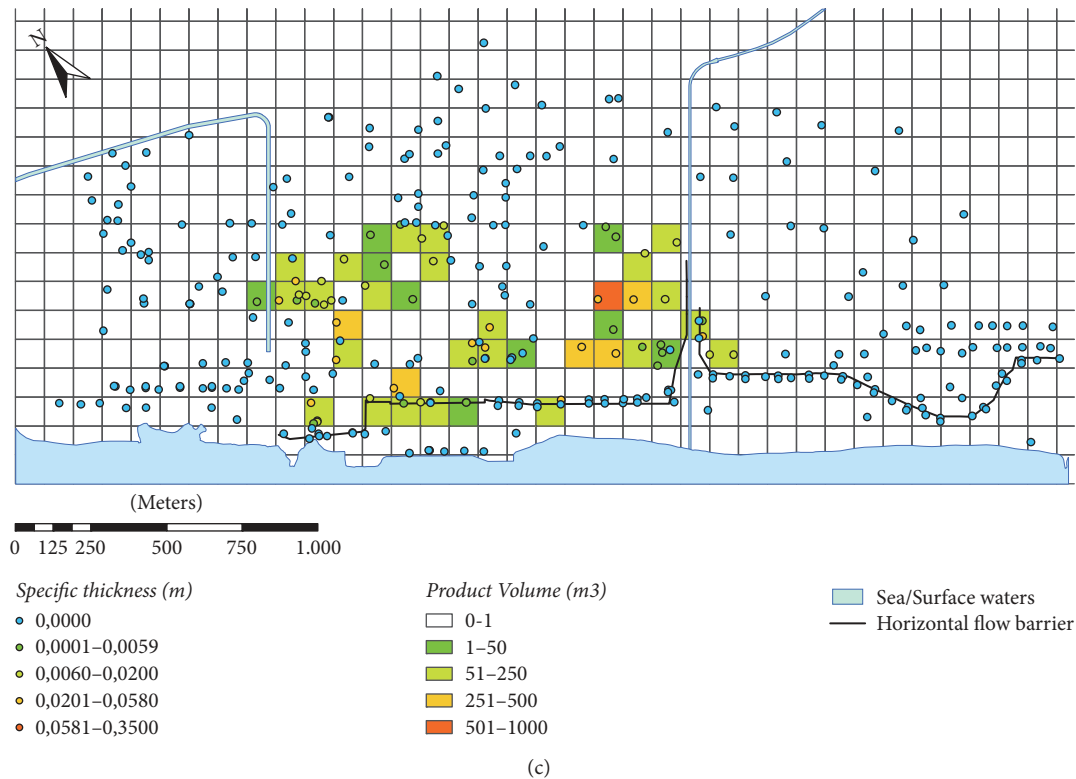 N
(Meters)
0 125 250 500 750 1.000
Specific thickness (m)
0,0000
0,0001–0,0059
0,0060–0,0200
0,0201–0,0580
0,0581–0,3500
Product Volume (m3)
0-1
1–50
51–250
251–500
501–1000
Sea/Surface waters
Horizontal flow barrier
(c)